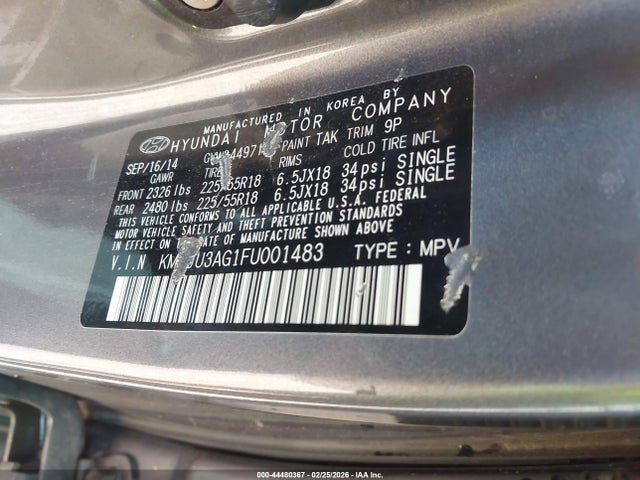 MANUFACTURED IN KOREA BY
HYUNDAI MOTOR COMPANY
SEP/16/14 PAINT TAK TRIM 9P
GAWR RIMS COLD TIRE INFL
FRONT 2326 lbs 225/55R18 6.5JX18 34psi SINGLE
REAR 2480 lbs 225/55R18 6.5JX18 34psi SINGLE
THIS VEHICLE CONFORMS TO ALL APPLICABLE U.S.A. FEDERAL
MOTOR VEHICLE SAFETY AND THEFT PREVENTION STANDARDS
IN EFFECT ON THE DATE OF MANUFACTURE SHOWN ABOVE.
V.I.N U3AG1FU001483 TYPE: MPV
000-44480367 - 02/25/2026 - IAA Inc.